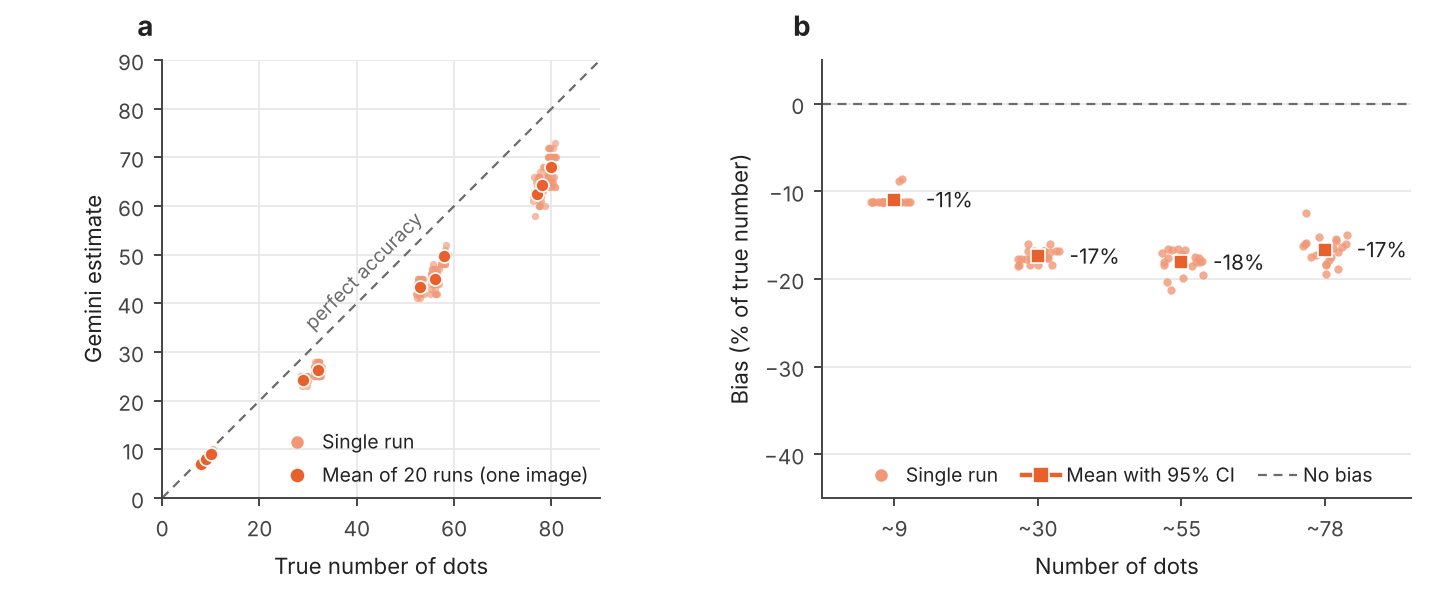 a
90
80
70
60
50
40
30
20
10
0
Gemini estimate
perfect accuracy
Single run
Mean of 20 runs (one image)
0 20 40 60 80
True number of dots
b
0
−10
−20
−30
−40
Bias (% of true number)
-11%
-17%
-18%
-17%
Single run Mean with 95% CI No bias
~9 ~30 ~55 ~78
Number of dots